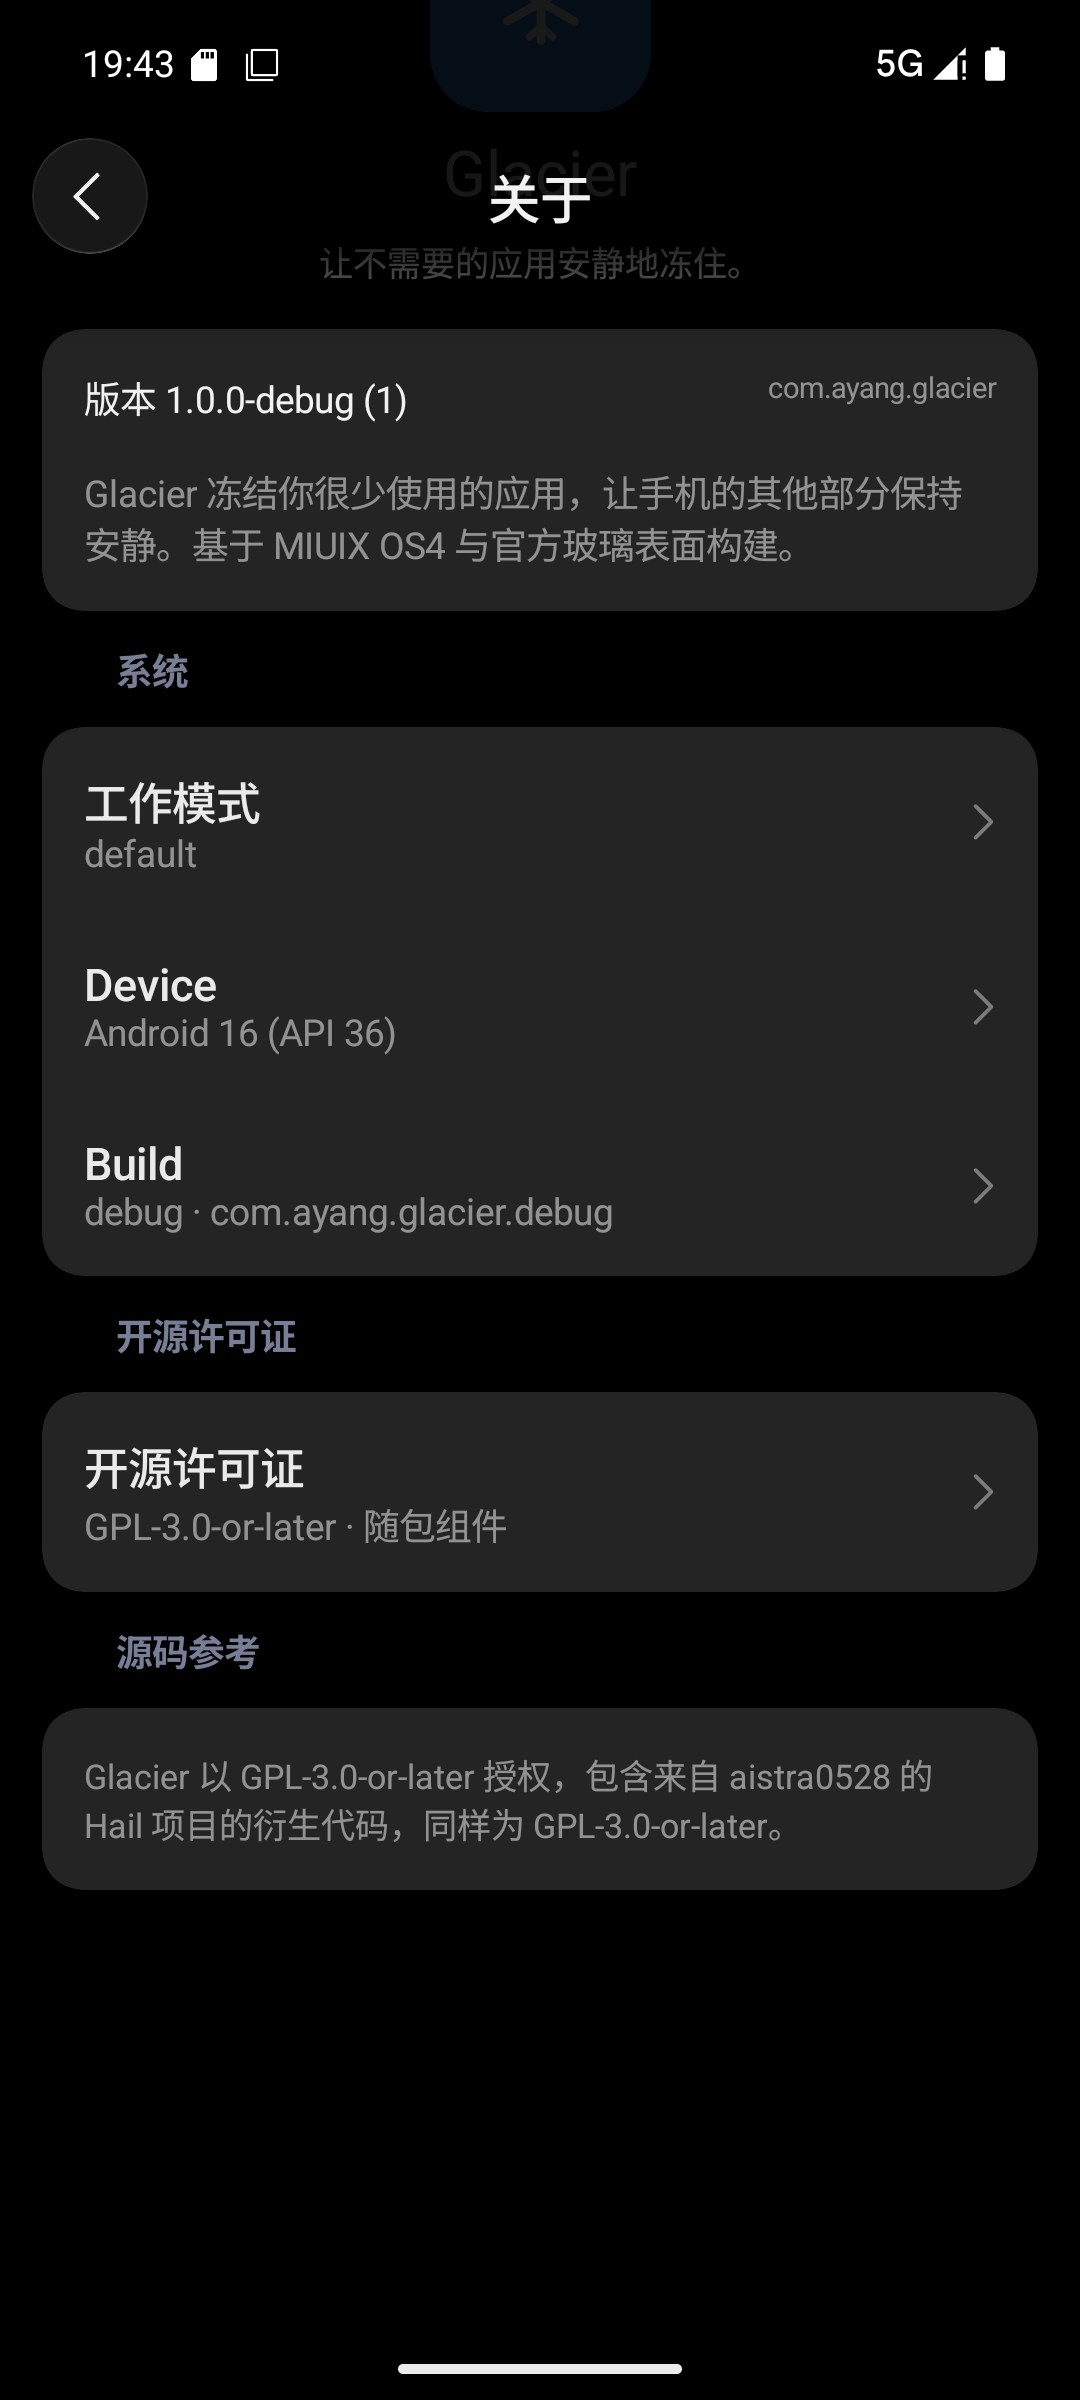 19:43
5G
Glacier
关于
让不需要的应用安静地冻住。
版本 1.0.0-debug (1)
com.ayang.glacier
Glacier 冻结你很少使用的应用，让手机的其他部分保持
安静。基于 MIUIX OS4 与官方玻璃表面构建。
系统
工作模式
default
Device
Android 16 (API 36)
Build
debug · com.ayang.glacier.debug
开源许可证
开源许可证
GPL-3.0-or-later · 随包组件
源码参考
Glacier 以 GPL-3.0-or-later 授权，包含来自 aistra0528 的
Hail 项目的衍生代码，同样为 GPL-3.0-or-later。